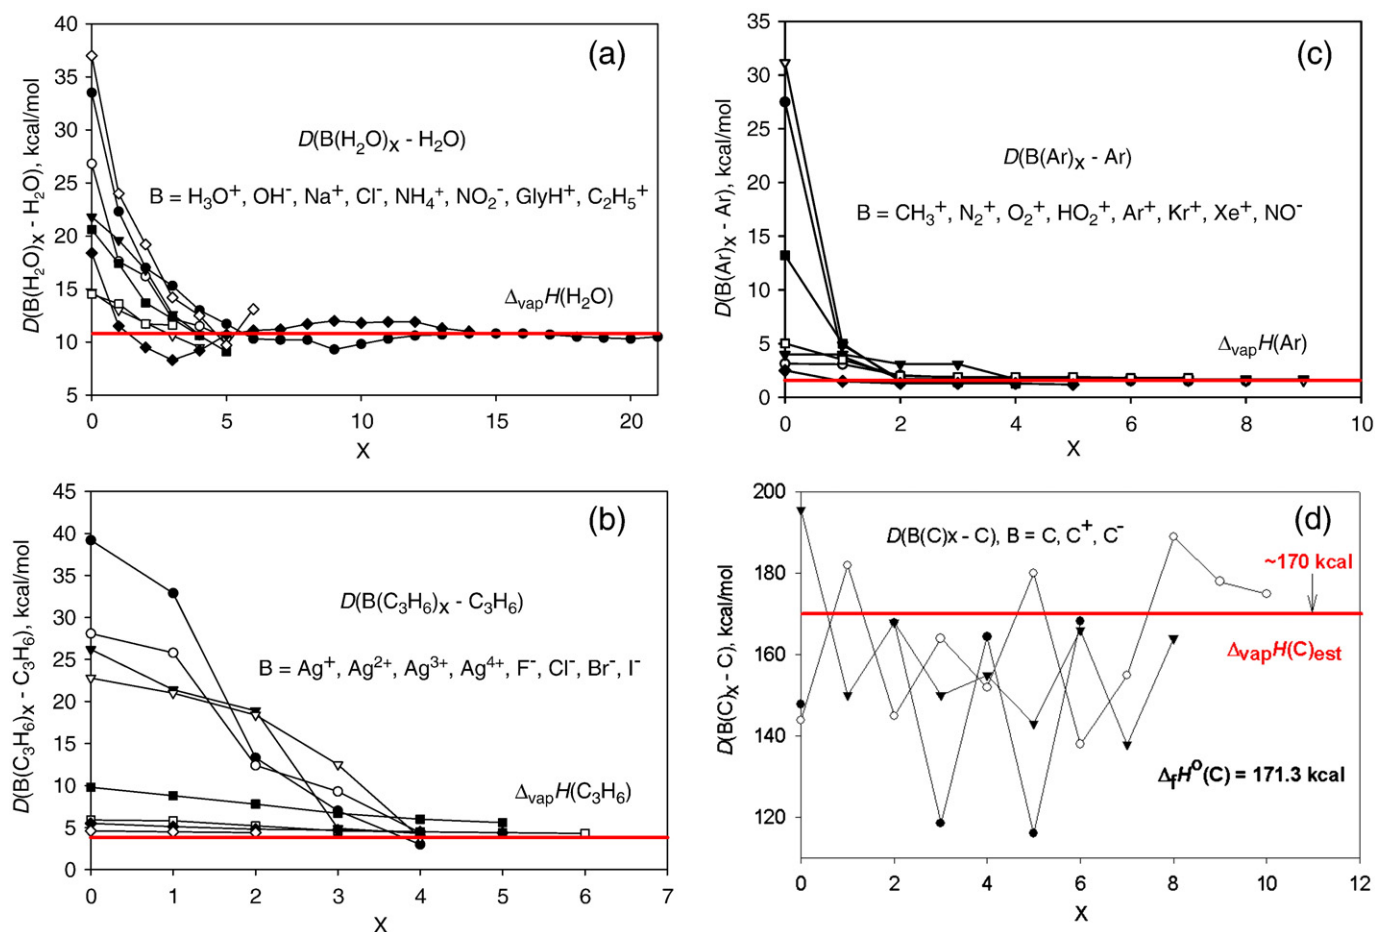 (a)
D(B(H₂O)ₓ - H₂O), kcal/mol
40
35
30
25
20
15
10
5
D(B(H₂O)ₓ - H₂O)
B = H₃O⁺, OH⁻, Na⁺, Cl⁻, NH₄⁺, NO₂⁻, GlyH⁺, C₂H₅⁺
ΔvapH(H₂O)
0 5 10 15 20
X
(c)
D(B(Ar)ₓ - Ar), kcal/mol
35
30
25
20
15
10
5
0
D(B(Ar)ₓ - Ar)
B = CH₃⁺, N₂⁺, O₂⁺, HO₂⁺, Ar⁺, Kr⁺, Xe⁺, NO⁻
ΔvapH(Ar)
0 2 4 6 8 10
X
(b)
D(B(C₃H₆)ₓ - C₃H₆), kcal/mol
45
40
35
30
25
20
15
10
5
0
D(B(C₃H₆)ₓ - C₃H₆)
B = Ag⁺, Ag²⁺, Ag³⁺, Ag⁴⁺, F⁻, Cl⁻, Br⁻, I⁻
ΔvapH(C₃H₆)
0 1 2 3 4 5 6 7
X
(d)
D(B(C)ₓ - C), kcal/mol
200
180
160
140
120
D(B(C)x - C), B = C, C⁺, C⁻
~170 kcal
ΔvapH(C)est
ΔfH°(C) = 171.3 kcal
0 2 4 6 8 10 12
X